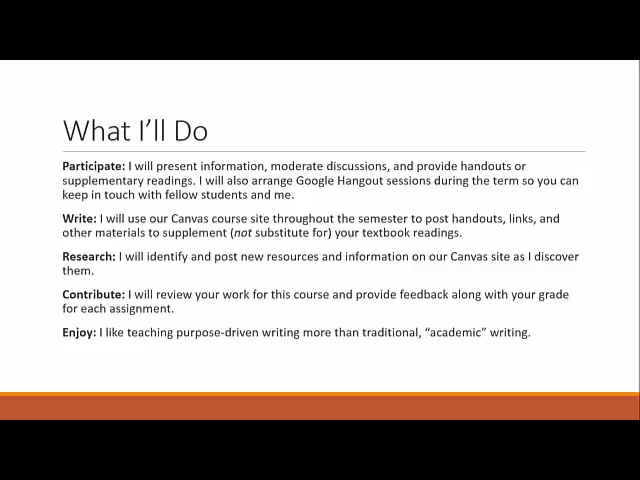 What I’ll Do
Participate: I will present information, moderate discussions, and provide handouts or
supplementary readings. I will also arrange Google Hangout sessions during the term so you can
keep in touch with fellow students and me.
Write: I will use our Canvas course site throughout the semester to post handouts, links, and
other materials to supplement (not substitute for) your textbook readings.
Research: I will identify and post new resources and information on our Canvas site as I discover
them.
Contribute: I will review your work for this course and provide feedback along with your grade
for each assignment.
Enjoy: I like teaching purpose-driven writing more than traditional, “academic” writing.